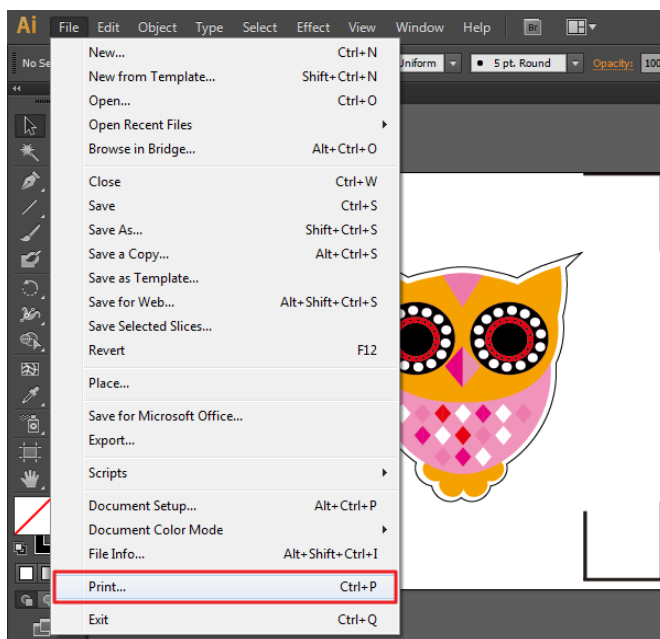 Ai File Edit Object Type Select Effect View Window Help Br
No Se
Uniform 5 pt. Round Opacity: 100
New... Ctrl+N
New from Template... Shift+Ctrl+N
Open... Ctrl+O
Open Recent Files
Browse in Bridge... Alt+Ctrl+O
Close Ctrl+W
Save Ctrl+S
Save As... Shift+Ctrl+S
Save a Copy... Alt+Ctrl+S
Save as Template...
Save for Web... Alt+Shift+Ctrl+S
Save Selected Slices...
Revert F12
Place...
Save for Microsoft Office...
Export...
Scripts
Document Setup... Alt+Ctrl+P
Document Color Mode
File Info... Alt+Shift+Ctrl+I
Print... Ctrl+P
Exit Ctrl+Q